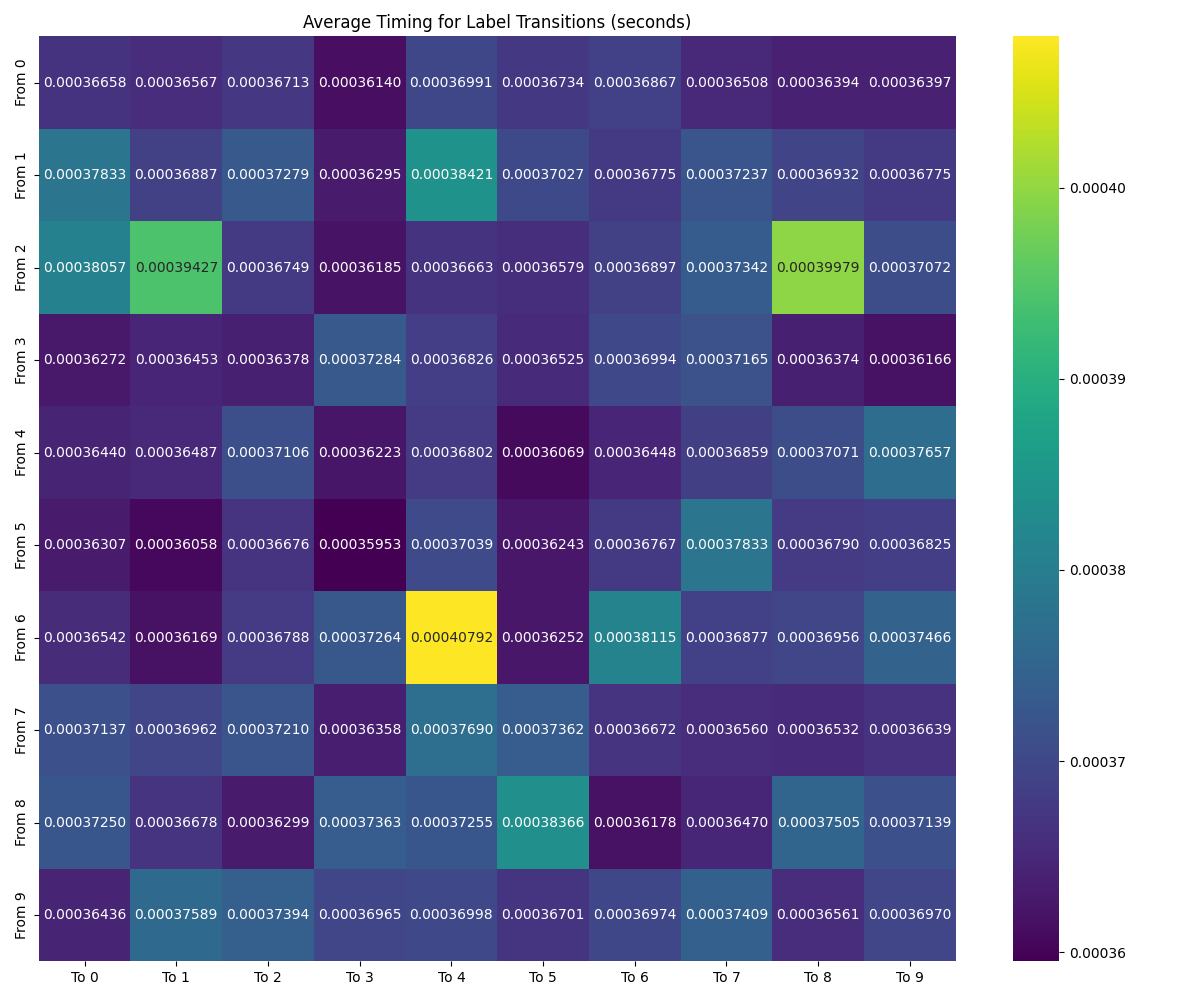 Average Timing for Label Transitions (seconds)
From 0 0.00036658 0.00036567 0.00036713 0.00036140 0.00036991 0.00036734 0.00036867 0.00036508 0.00036394 0.00036397
From 1 0.00037833 0.00036887 0.00037279 0.00036295 0.00038421 0.00037027 0.00036775 0.00037237 0.00036932 0.00036775
0.00040
From 2 0.00038057 0.00039427 0.00036749 0.00036185 0.00036663 0.00036579 0.00036897 0.00037342 0.00039979 0.00037072
From 3 0.00036272 0.00036453 0.00036378 0.00037284 0.00036826 0.00036525 0.00036994 0.00037165 0.00036374 0.00036166
0.00039
From 4 0.00036440 0.00036487 0.00037106 0.00036223 0.00036802 0.00036069 0.00036448 0.00036859 0.00037071 0.00037657
From 5 0.00036307 0.00036058 0.00036676 0.00035953 0.00037039 0.00036243 0.00036767 0.00037833 0.00036790 0.00036825
0.00038
From 6 0.00036542 0.00036169 0.00036788 0.00037264 0.00040792 0.00036252 0.00038115 0.00036877 0.00036956 0.00037466
From 7 0.00037137 0.00036962 0.00037210 0.00036358 0.00037690 0.00037362 0.00036672 0.00036560 0.00036532 0.00036639
0.00037
From 8 0.00037250 0.00036678 0.00036299 0.00037363 0.00037255 0.00038366 0.00036178 0.00036470 0.00037505 0.00037139
From 9 0.00036436 0.00037589 0.00037394 0.00036965 0.00036998 0.00036701 0.00036974 0.00037409 0.00036561 0.00036970
0.00036
To 0 To 1 To 2 To 3 To 4 To 5 To 6 To 7 To 8 To 9